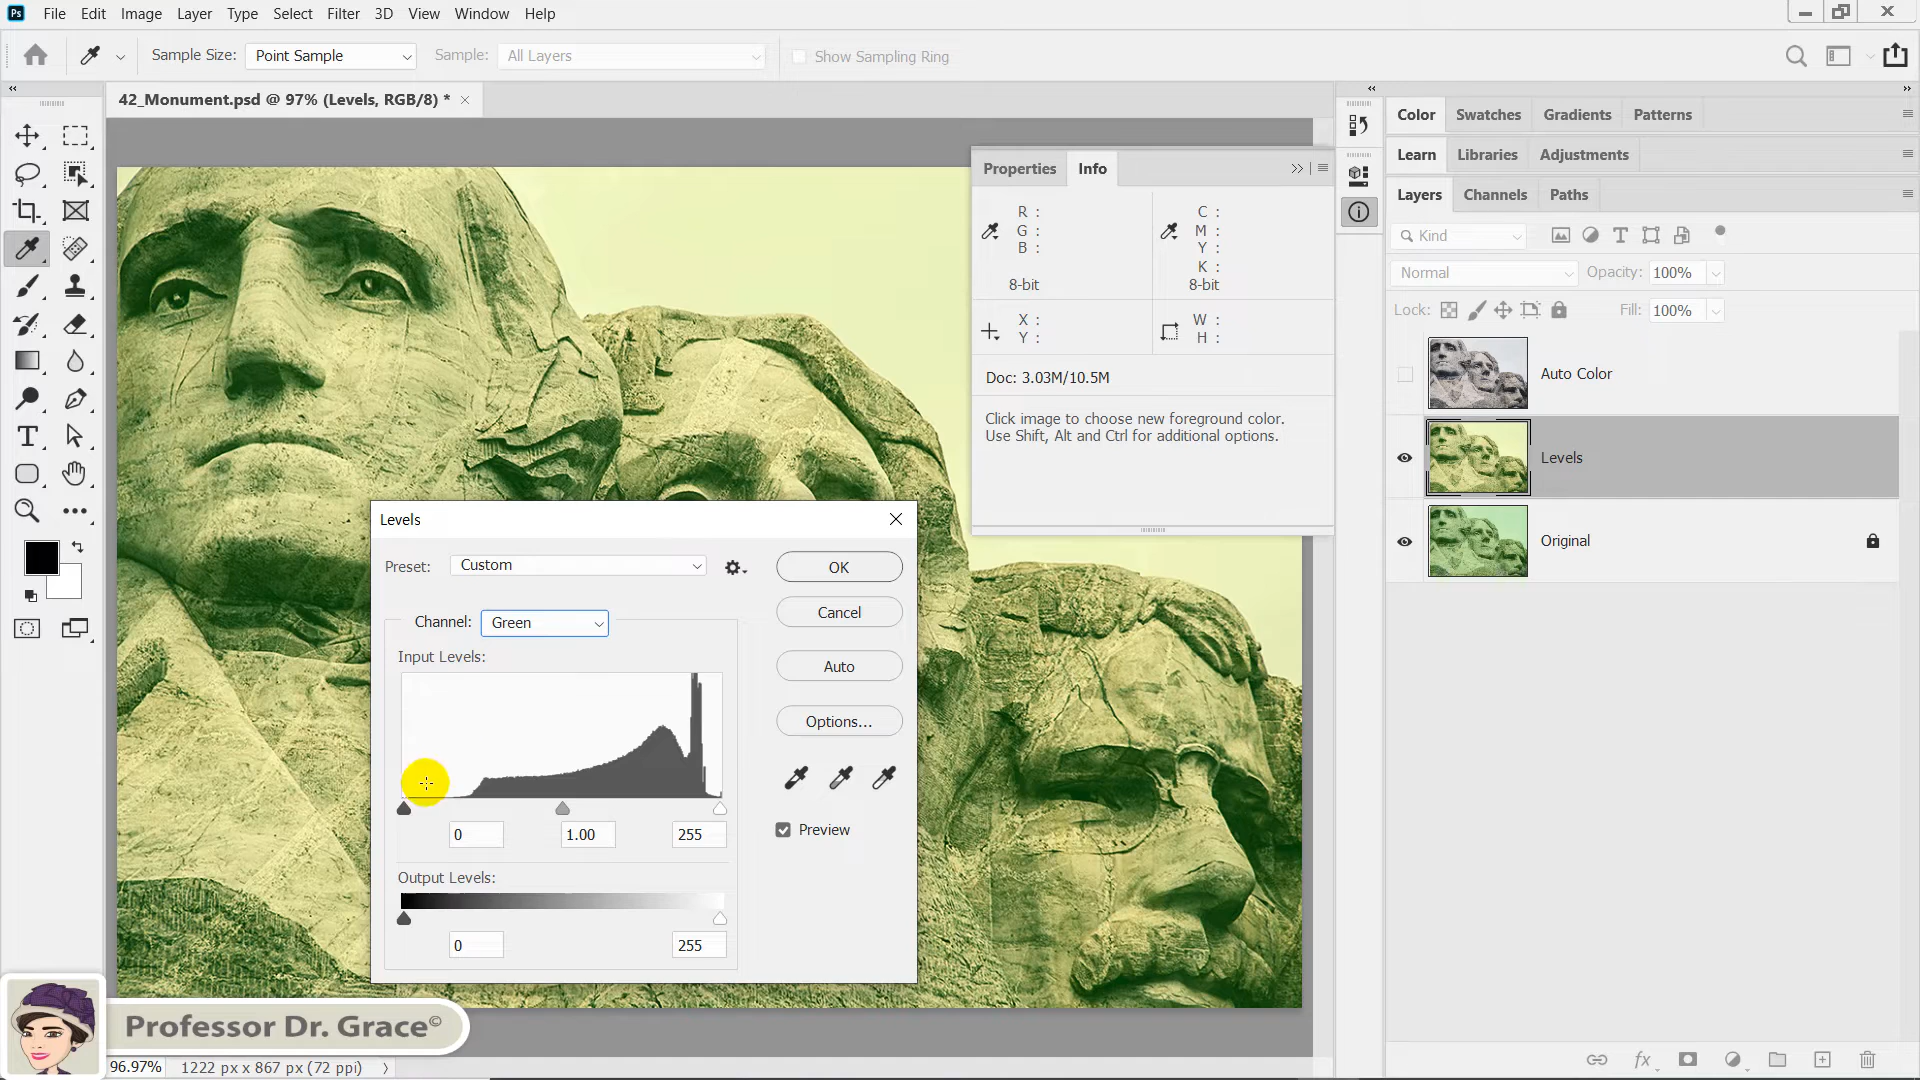 Ps File Edit Image Layer Type Select Filter 3D View Window Help
Sample Size: Point Sample Sample: All Layers Show Sampling Ring
42_Monument.psd @ 97% (Levels, RGB/8) * ×
Properties Info
R :
G :
B :
8-bit
C :
M :
Y :
K :
8-bit
X :
Y :
W :
H :
Doc: 3.03M/10.5M
Click image to choose new foreground color.
Use Shift, Alt and Ctrl for additional options.
Color Swatches Gradients Patterns
Learn Libraries Adjustments
Layers Channels Paths
Kind
Normal Opacity: 100%
Lock: Fill: 100%
Auto Color
Levels
Original
Levels
Preset: Custom
OK
Channel: Green
Cancel
Input Levels:
Auto
Options...
0 1.00 255
Preview
Output Levels:
0 255
Professor Dr. Grace©
96.97% 1222 px x 867 px (72 ppi)